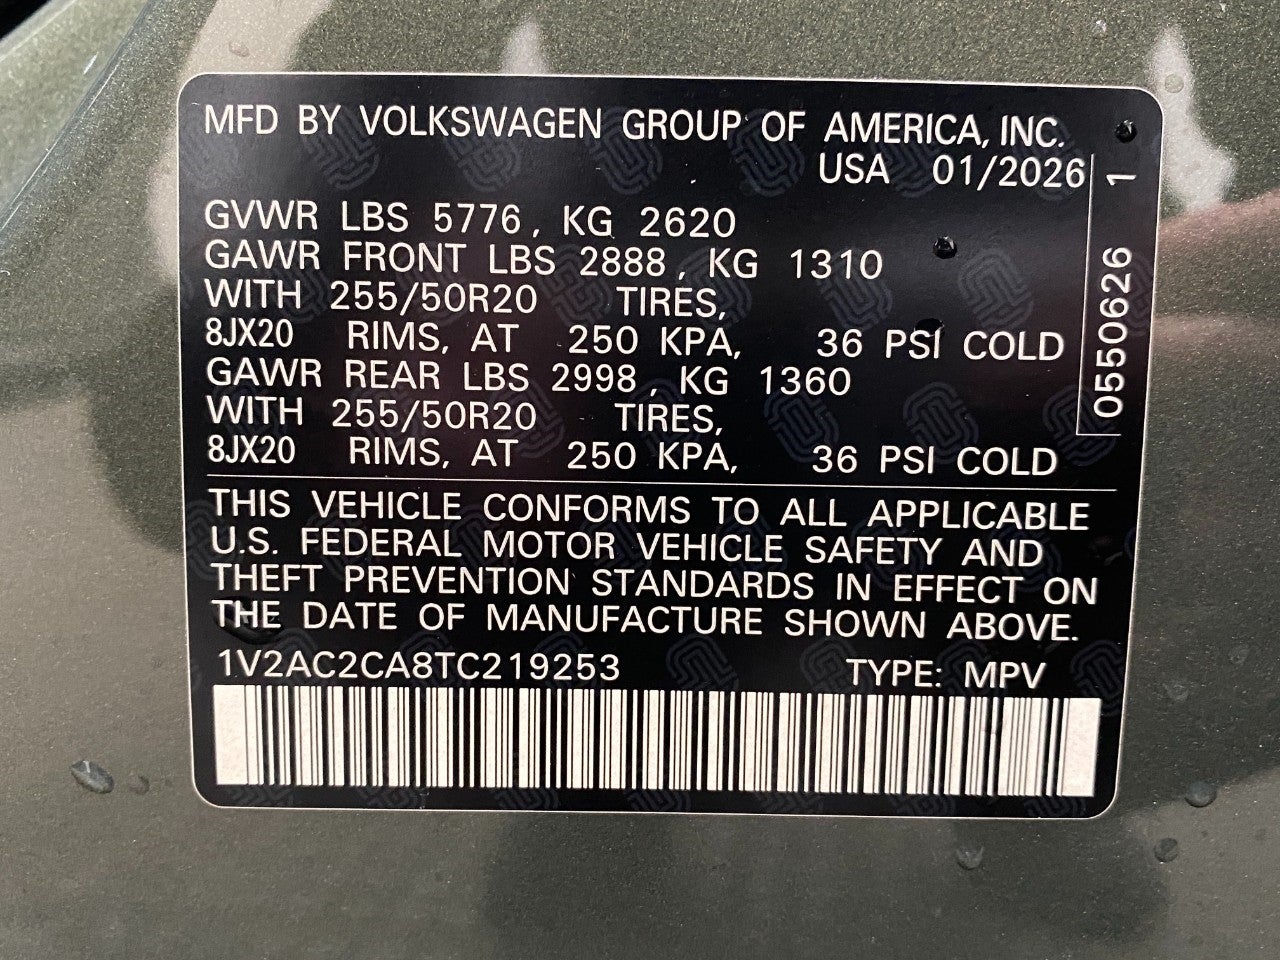 MFD BY VOLKSWAGEN GROUP OF AMERICA, INC.
USA 01/2026
GVWR LBS 5776, KG 2620
GAWR FRONT LBS 2888, KG 1310
WITH 255/50R20 TIRES,
8JX20 RIMS, AT 250 KPA, 36 PSI COLD
GAWR REAR LBS 2998, KG 1360
WITH 255/50R20 TIRES,
8JX20 RIMS, AT 250 KPA, 36 PSI COLD
THIS VEHICLE CONFORMS TO ALL APPLICABLE
U.S. FEDERAL MOTOR VEHICLE SAFETY AND
THEFT PREVENTION STANDARDS IN EFFECT ON
THE DATE OF MANUFACTURE SHOWN ABOVE.
1V2AC2CA8TC219253 TYPE: MPV
0550626 1